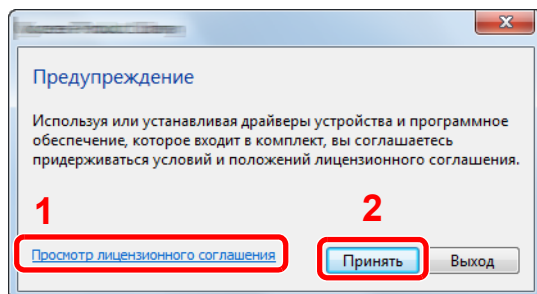 Предупреждение
Используя или устанавливая драйверы устройства и программное
обеспечение, которое входит в комплект, вы соглашаетесь
придерживаться условий и положений лицензионного соглашения.
1
2
Просмотр лицензионного соглашения
Принять
Выход